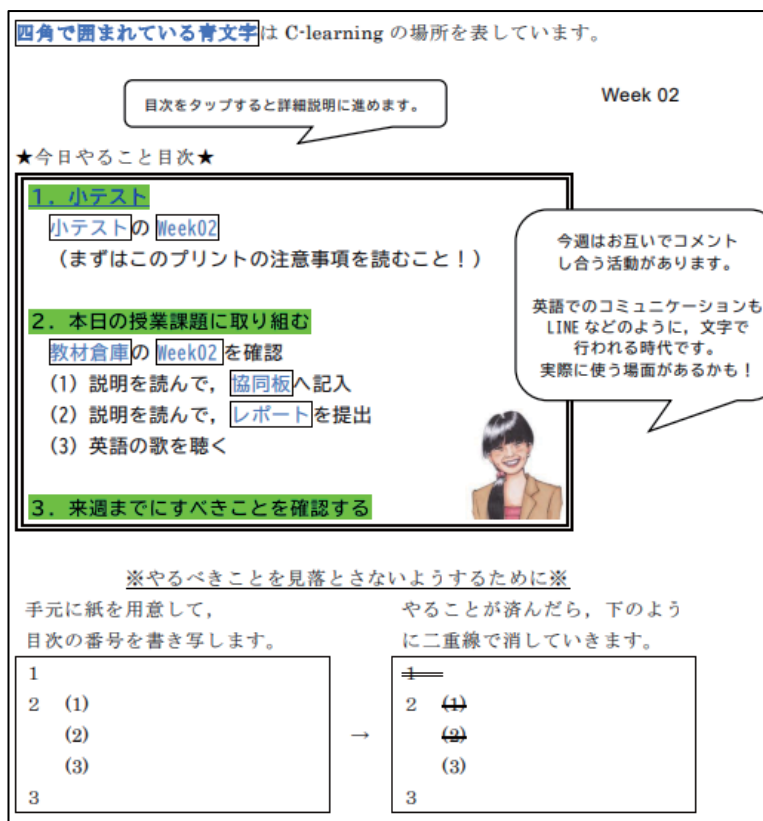 四角で囲まれている青文字は C-learning の場所を表しています。
Week 02
目次をタップすると詳細説明に進めます。
★今日やること目次★
1. 小テスト
小テストの Week02
（まずはこのプリントの注意事項を読むこと！）
2. 本日の授業課題に取り組む
教材倉庫の Week02 を確認
(1) 説明を読んで，協同板へ記入
(2) 説明を読んで，レポートを提出
(3) 英語の歌を聴く
3. 来週までにすべきことを確認する
今週はお互いでコメント
し合う活動があります。
英語でのコミュニケーションも
LINE などのように，文字で
行われる時代です。
実際に使う場面があるかも！
※やるべきことを見落とさないようするために※
手元に紙を用意して，
目次の番号を書き写します。
1
2 (1)
(2)
(3)
3
→
やることが済んだら，下のよう
に二重線で消していきます。
1
2 (1)
(2)
(3)
3